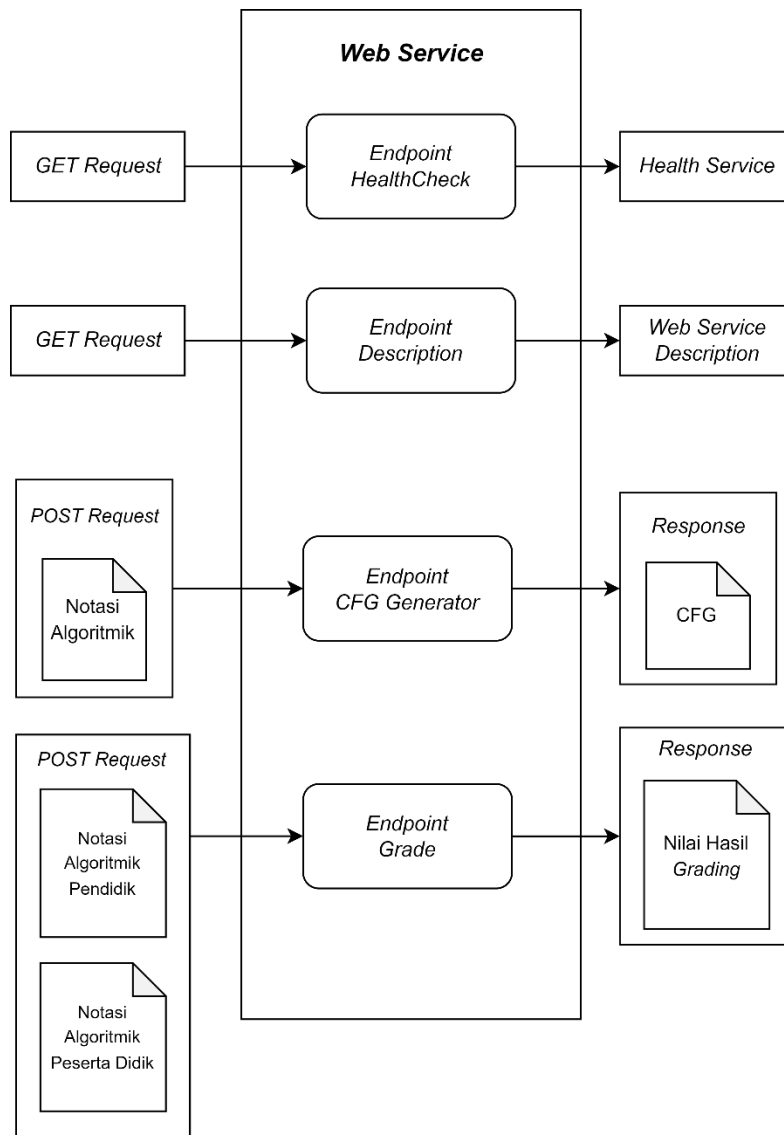 Web Service
GET Request
Endpoint
HealthCheck
Health Service
GET Request
Endpoint
Description
Web Service
Description
POST Request
Notasi
Algoritmik
Endpoint
CFG Generator
Response
CFG
POST Request
Notasi
Algoritmik
Pendidik
Notasi
Algoritmik
Peserta Didik
Endpoint
Grade
Response
Nilai Hasil
Grading